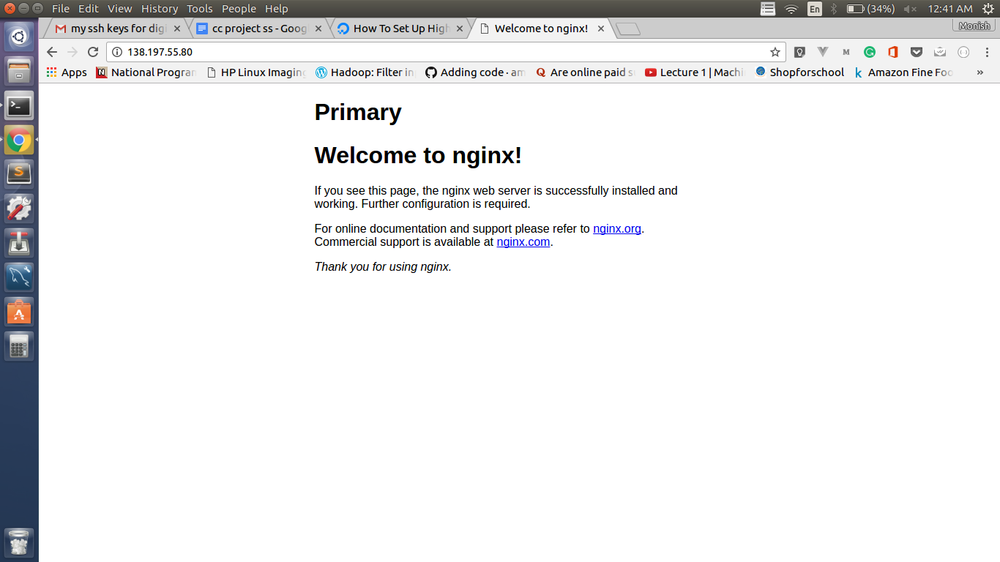 File Edit View History Tools People Help
En (34%) 12:41 AM
my ssh keys for digi
cc project ss - Goog
How To Set Up High
Welcome to nginx!
Monish
138.197.55.80
Apps
National Program
HP Linux Imaging
Hadoop: Filter in
Adding code · am
Are online paid s
Lecture 1 | Machi
Shopforschool
Amazon Fine Foo
»
Primary
Welcome to nginx!
If you see this page, the nginx web server is successfully installed and
working. Further configuration is required.
For online documentation and support please refer to nginx.org.
Commercial support is available at nginx.com.
Thank you for using nginx.